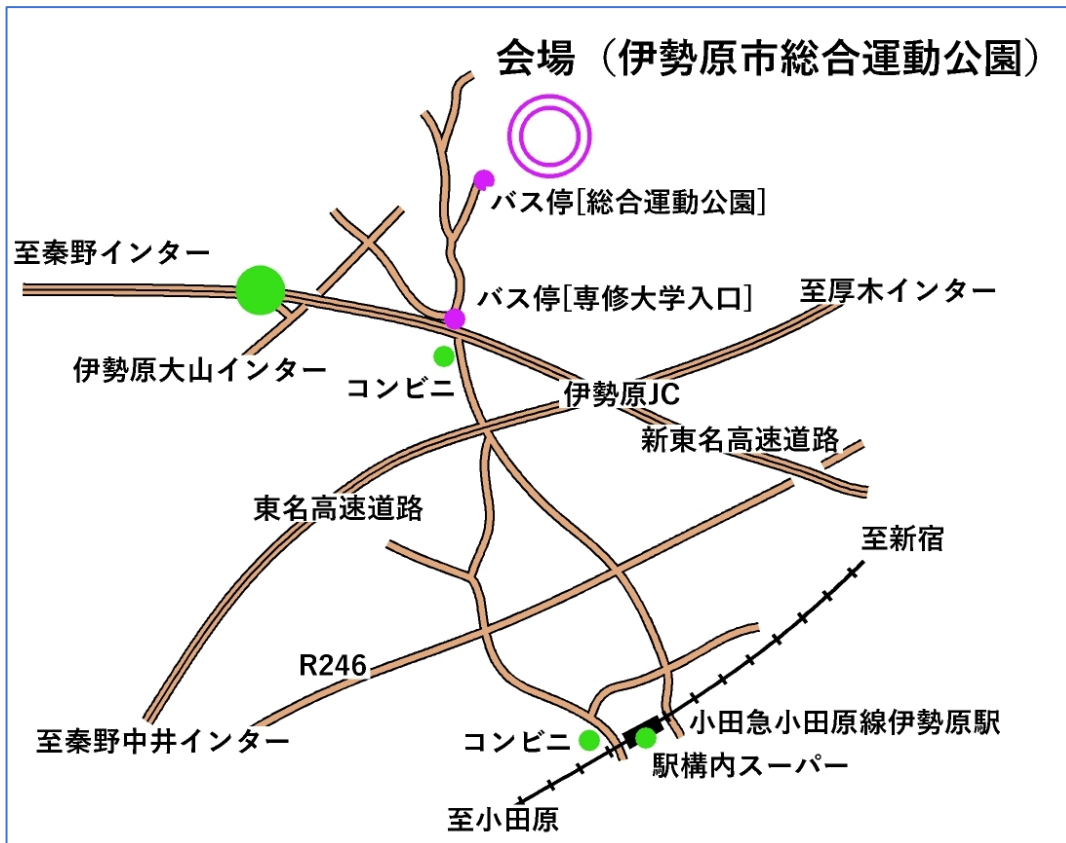 会場（伊勢原市総合運動公園）
バス停[総合運動公園]
至秦野インター
バス停[専修大学入口]
至厚木インター
伊勢原大山インター
コンビニ
伊勢原JC
新東名高速道路
東名高速道路
至新宿
R246
小田急小田原線伊勢原駅
至秦野中井インター
コンビニ
駅構内スーパー
至小田原